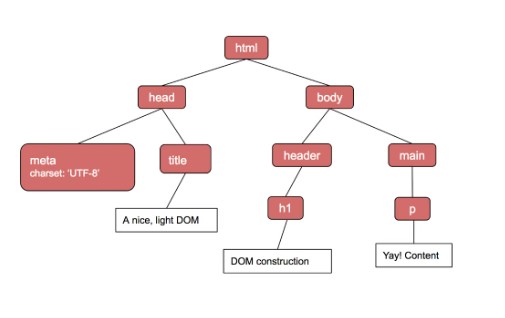 html
head
body
meta
charset: 'UTF-8'
title
header
main
A nice, light DOM
h1
p
DOM construction
Yay! Content